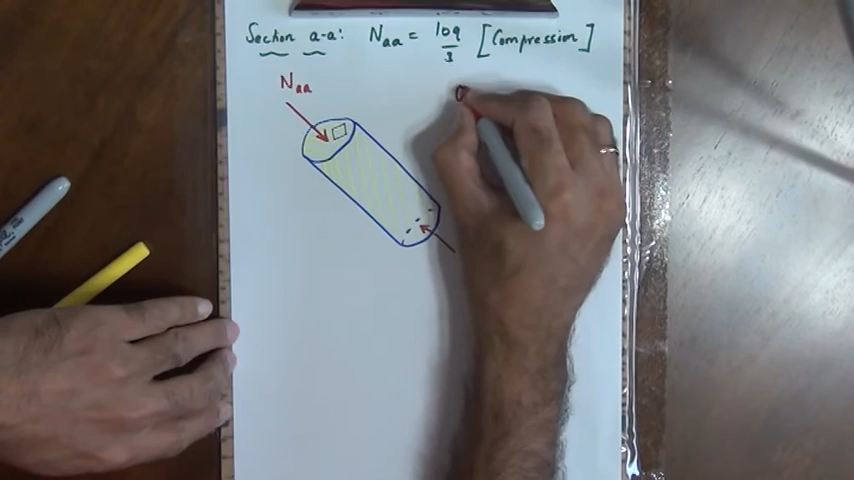 Section a-a: Naa = 10q/3 [Compression]
Naa